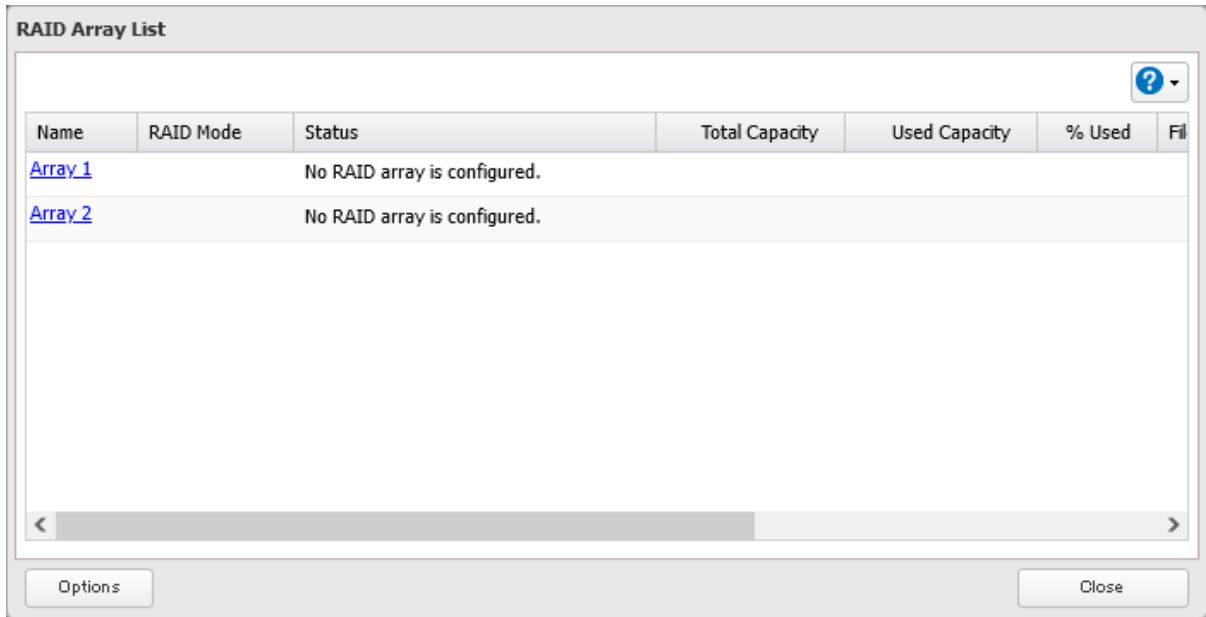 RAID Array List
?
Name RAID Mode Status Total Capacity Used Capacity % Used Fil
Array 1 No RAID array is configured.
Array 2 No RAID array is configured.
Options Close